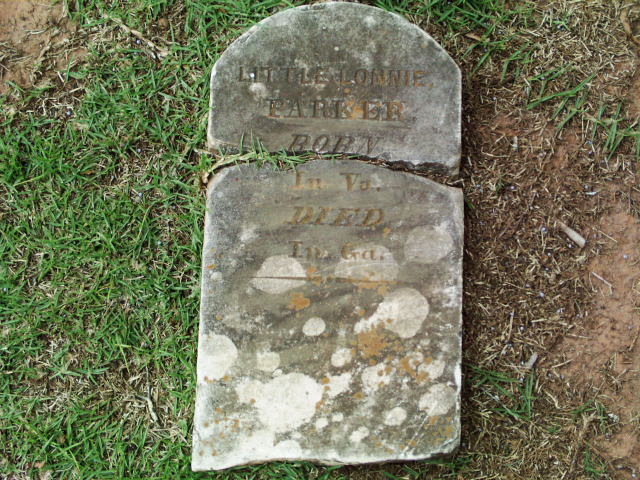 LITTLE LONNIE,
PARKER
BORN
In Va.
DIED,
In Ga.